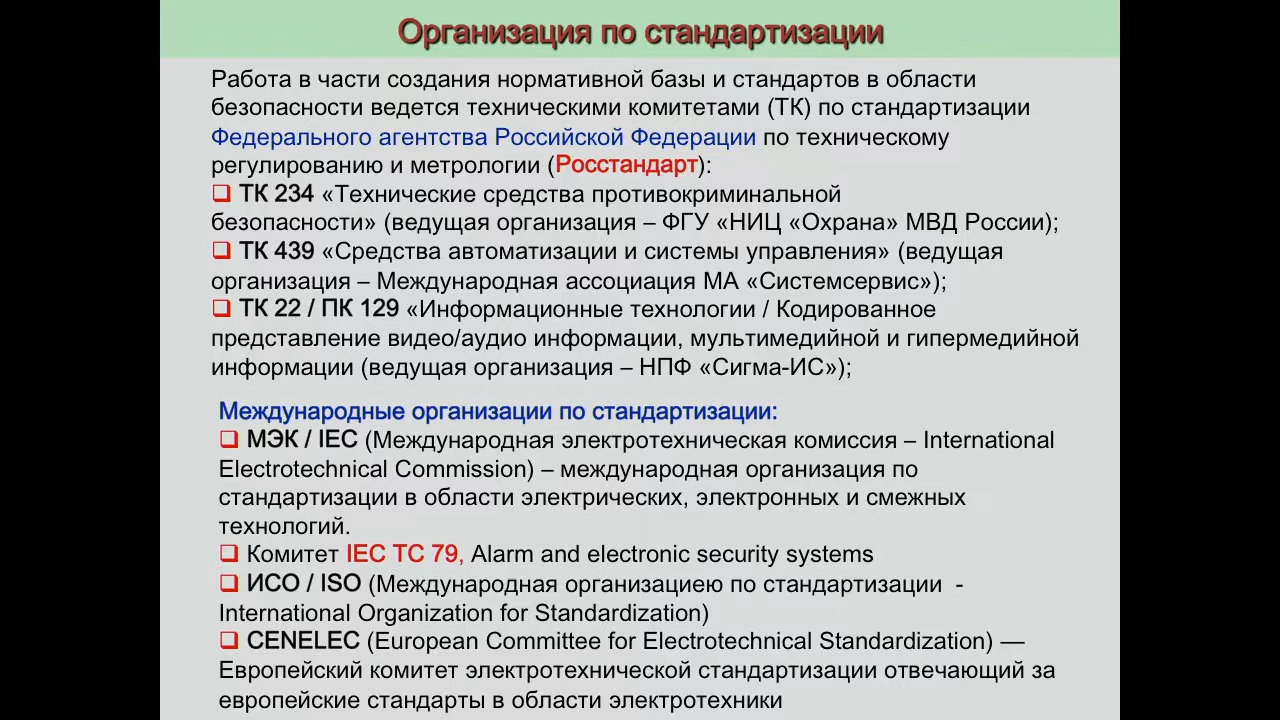 Организация по стандартизации
Работа в части создания нормативной базы и стандартов в области
безопасности ведется техническими комитетами (ТК) по стандартизации
Федерального агентства Российской Федерации по техническому
регулированию и метрологии (Росстандарт):
❑ ТК 234 «Технические средства противокриминальной
безопасности» (ведущая организация – ФГУ «НИЦ «Охрана» МВД России);
❑ ТК 439 «Средства автоматизации и системы управления» (ведущая
организация – Международная ассоциация МА «Системсервис»);
❑ ТК 22 / ПК 129 «Информационные технологии / Кодированное
представление видео/аудио информации, мультимедийной и гипермедийной
информации (ведущая организация – НПФ «Сигма-ИС»);
Международные организации по стандартизации:
❑ МЭК / IEC (Международная электротехническая комиссия – International
Electrotechnical Commission) – международная организация по
стандартизации в области электрических, электронных и смежных
технологий.
❑ Комитет IEC TC 79, Alarm and electronic security systems
❑ ИСО / ISO (Международная организациею по стандартизации -
International Organization for Standardization)
❑ CENELEC (European Committee for Electrotechnical Standardization) —
Европейский комитет электротехнической стандартизации отвечающий за
европейские стандарты в области электротехники